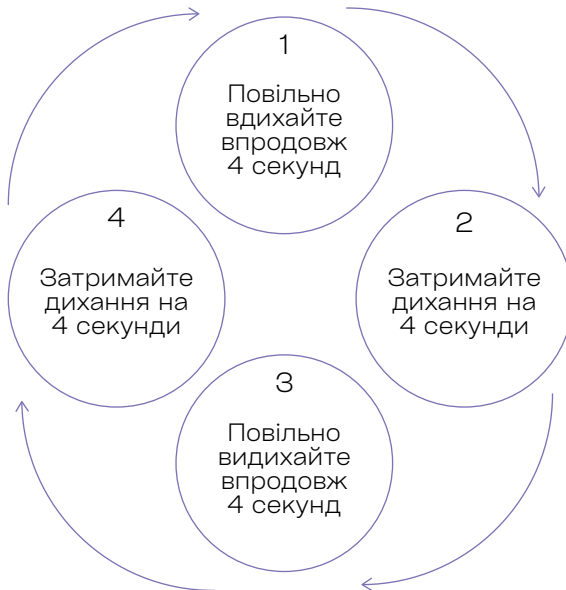 1
Повільно
вдихайте
впродовж
4 секунд
2
Затримайте
дихання на
4 секунди
3
Повільно
видихайте
впродовж
4 секунд
4
Затримайте
дихання на
4 секунди